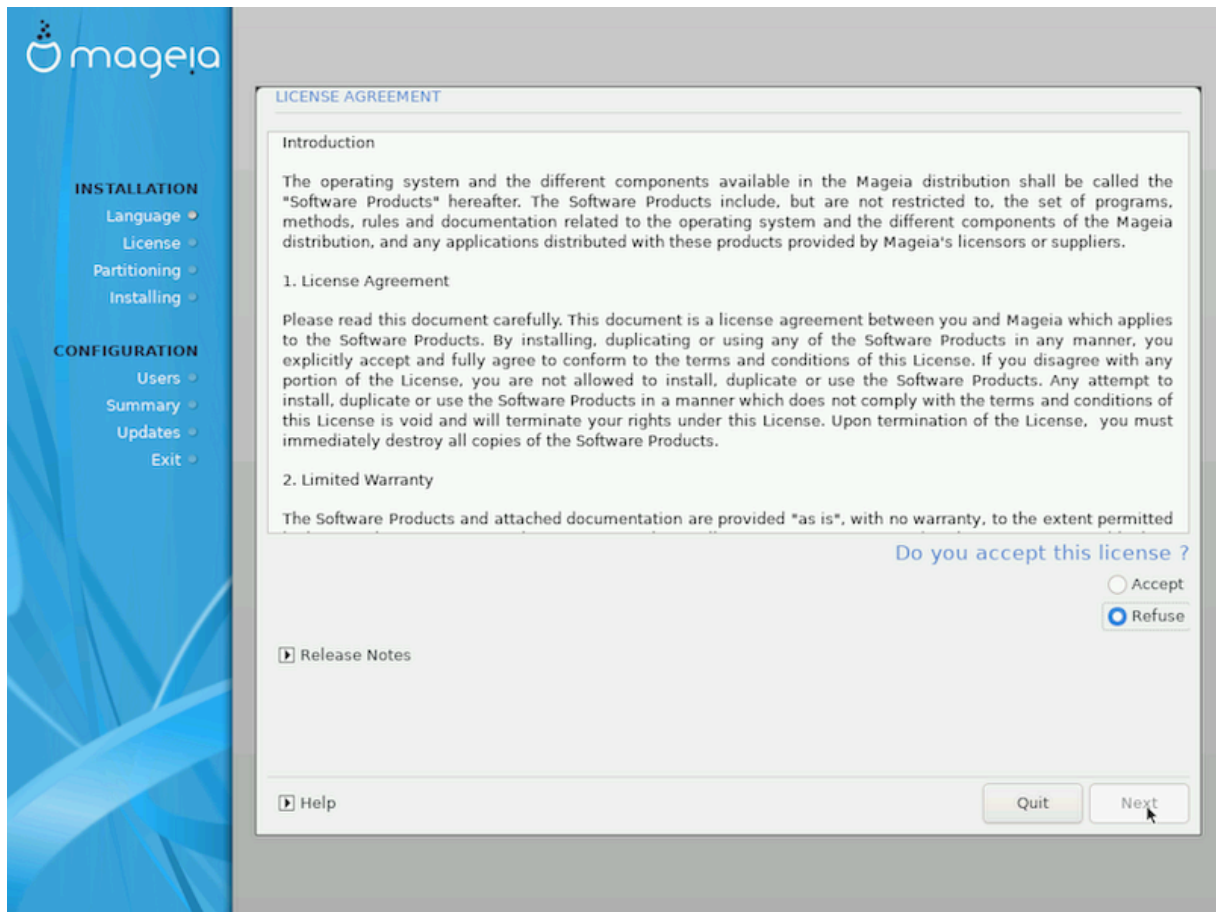 mageia
LICENSE AGREEMENT
Introduction
The operating system and the different components available in the Mageia distribution shall be called the
"Software Products" hereafter. The Software Products include, but are not restricted to, the set of programs,
methods, rules and documentation related to the operating system and the different components of the Mageia
distribution, and any applications distributed with these products provided by Mageia's licensors or suppliers.
1. License Agreement
Please read this document carefully. This document is a license agreement between you and Mageia which applies
to the Software Products. By installing, duplicating or using any of the Software Products in any manner, you
explicitly accept and fully agree to conform to the terms and conditions of this License. If you disagree with any
portion of the License, you are not allowed to install, duplicate or use the Software Products. Any attempt to
install, duplicate or use the Software Products in a manner which does not comply with the terms and conditions of
this License is void and will terminate your rights under this License. Upon termination of the License, you must
immediately destroy all copies of the Software Products.
2. Limited Warranty
The Software Products and attached documentation are provided "as is", with no warranty, to the extent permitted
INSTALLATION
Language
License
Partitioning
Installing
CONFIGURATION
Users
Summary
Updates
Exit
Do you accept this license ?
Accept
Refuse
Release Notes
Help
Quit
Next